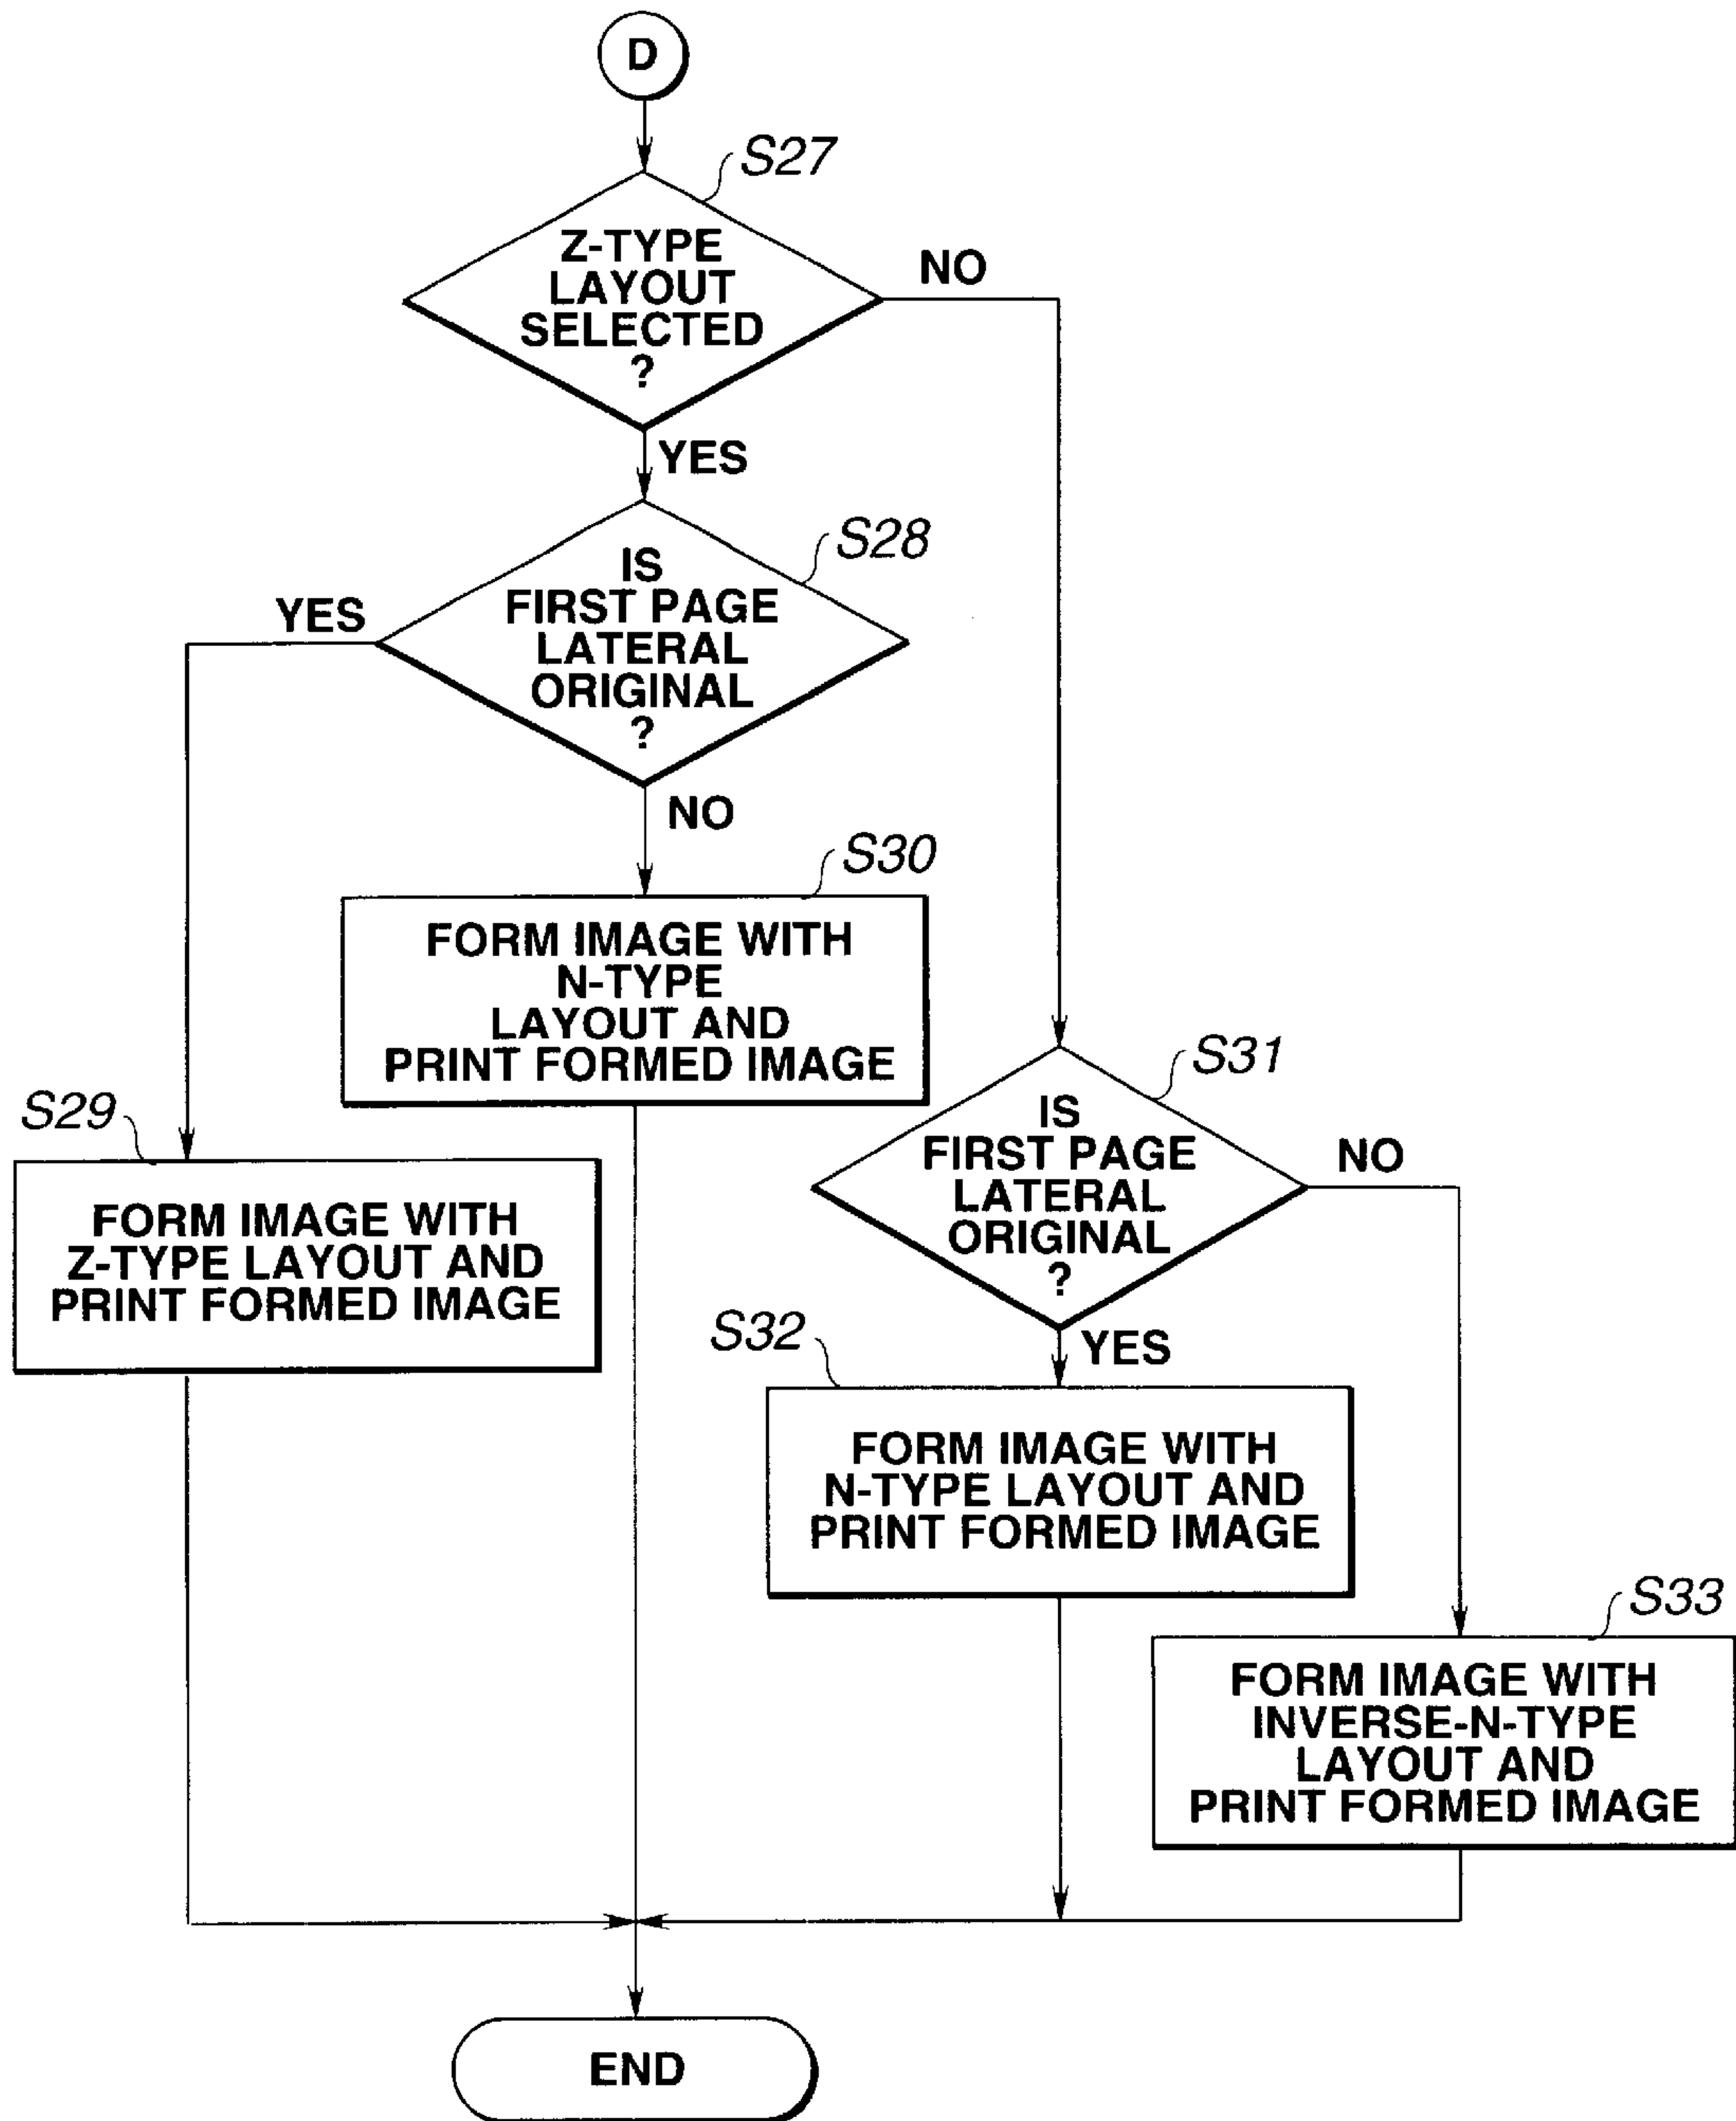 D
S27
Z-TYPE
LAYOUT
SELECTED
?
NO
YES
S28
IS
FIRST PAGE
LATERAL
ORIGINAL
?
YES
NO
S30
FORM IMAGE WITH
N-TYPE
LAYOUT AND
PRINT FORMED IMAGE
S29
FORM IMAGE WITH
Z-TYPE LAYOUT AND
PRINT FORMED IMAGE
S31
IS
FIRST PAGE
LATERAL
ORIGINAL
?
NO
YES
S32
FORM IMAGE WITH
N-TYPE LAYOUT AND
PRINT FORMED IMAGE
S33
FORM IMAGE WITH
INVERSE-N-TYPE
LAYOUT AND
PRINT FORMED IMAGE
END